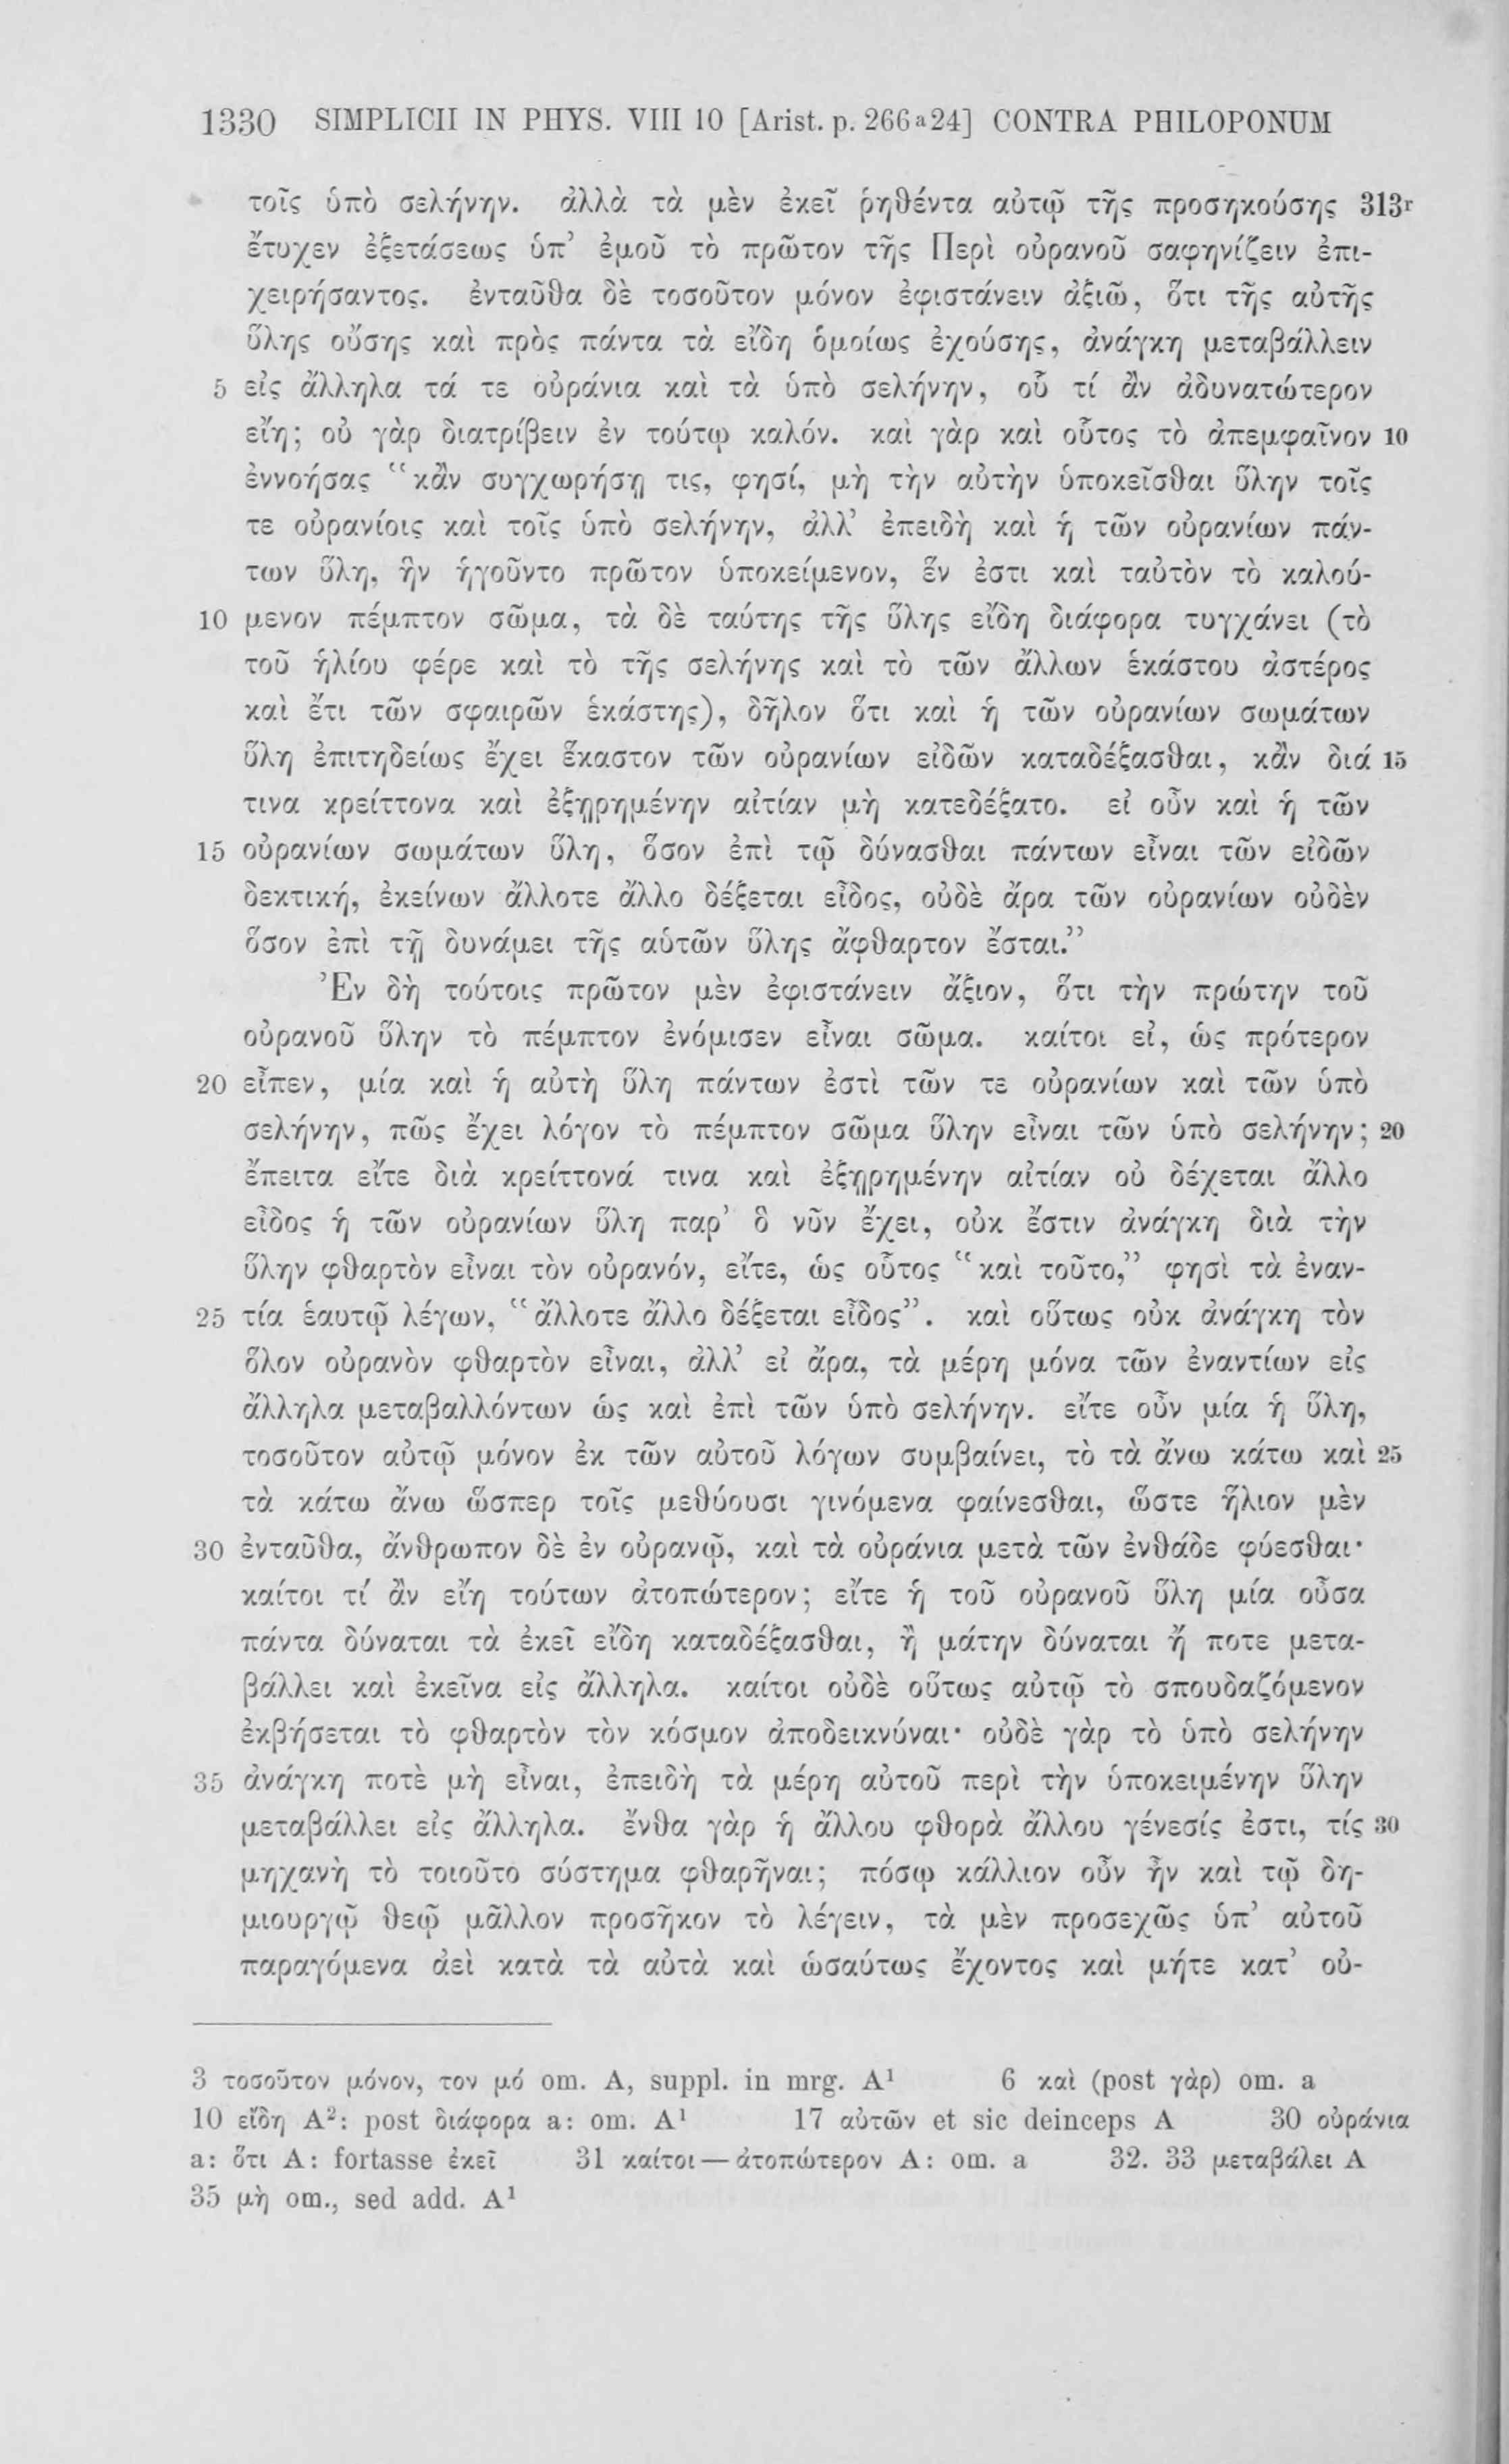 1330 SIMPLICII IN PHYS. VIII 10 [Arist. p. 266a24] CONTRA PHILOPONUM
τοῖς ὑπὸ σελήνην. ἀλλὰ τὰ μὲν ἐκεῖ ῥηθέντα αὐτῷ τῆς προσηκούσης 313r
ἔτυχεν ἐξετάσεως ὑπ’ ἐμοῦ τὸ πρῶτον τῆς Περὶ οὐρανοῦ σαφηνίζειν ἐπι-
χειρήσαντος. ἐνταῦθα δὲ τοσοῦτον μόνον ἐφιστάνειν ἀξιῶ, ὅτι τῆς αὐτῆς
ὕλης οὔσης καὶ πρὸς πάντα τὰ εἴδη ὁμοίως ἐχούσης, ἀνάγκη μεταβάλλειν
5 εἰς ἄλληλα τά τε οὐράνια καὶ τὰ ὑπὸ σελήνην, οὗ τί ἂν ἀδυνατώτερον
εἴη; οὐ γὰρ διατρίβειν ἐν τούτῳ καλόν. καὶ γὰρ καὶ οὗτος τὸ ἀπεμφαῖνον 10
ἐννοήσας “κἂν συγχωρήσῃ τις, φησί, μὴ τὴν αὐτὴν ὑποκεῖσθαι ὕλην τοῖς
τε οὐρανίοις καὶ τοῖς ὑπὸ σελήνην, ἀλλ’ ἐπειδὴ καὶ ἡ τῶν οὐρανίων πάν-
των ὕλη, ἣν ἡγοῦντο πρῶτον ὑποκείμενον, ἕν ἐστι καὶ ταὐτὸν τὸ καλού-
10 μενον πέμπτον σῶμα, τὰ δὲ ταύτης τῆς ὕλης εἴδη διάφορα τυγχάνει (τὸ
τοῦ ἡλίου φέρε καὶ τὸ τῆς σελήνης καὶ τὸ τῶν ἄλλων ἑκάστου ἀστέρος
καὶ ἔτι τῶν σφαιρῶν ἑκάστης), δῆλον ὅτι καὶ ἡ τῶν οὐρανίων σωμάτων
ὕλη ἐπιτηδείως ἔχει ἕκαστον τῶν οὐρανίων εἰδῶν καταδέξασθαι, κἂν διά 15
τινα κρείττονα καὶ ἐξῃρημένην αἰτίαν μὴ κατεδέξατο. εἰ οὖν καὶ ἡ τῶν
15 οὐρανίων σωμάτων ὕλη, ὅσον ἐπὶ τῷ δύνασθαι πάντων εἶναι τῶν εἰδῶν
δεκτική, ἐκείνων ἄλλοτε ἄλλο δέξεται εἶδος, οὐδὲ ἄρα τῶν οὐρανίων οὐδὲν
ὅσον ἐπὶ τῇ δυνάμει τῆς αὑτῶν ὕλης ἄφθαρτον ἔσται.”
Ἐν δὴ τούτοις πρῶτον μὲν ἐφιστάνειν ἄξιον, ὅτι τὴν πρώτην τοῦ
οὐρανοῦ ὕλην τὸ πέμπτον ἐνόμισεν εἶναι σῶμα. καίτοι εἰ, ὡς πρότερον
20 εἶπεν, μία καὶ ἡ αὐτὴ ὕλη πάντων ἐστὶ τῶν τε οὐρανίων καὶ τῶν ὑπὸ
σελήνην, πῶς ἔχει λόγον τὸ πέμπτον σῶμα ὕλην εἶναι τῶν ὑπὸ σελήνην; 20
ἔπειτα εἴτε διὰ κρείττονά τινα καὶ ἐξῃρημένην αἰτίαν οὐ δέχεται ἄλλο
εἶδος ἡ τῶν οὐρανίων ὕλη παρ’ ὃ νῦν ἔχει, οὐκ ἔστιν ἀνάγκη διὰ τὴν
ὕλην φθαρτὸν εἶναι τὸν οὐρανόν, εἴτε, ὡς οὗτος “καὶ τοῦτο,” φησὶ τὰ ἐναν-
25 τία ἑαυτῷ λέγων, “ἄλλοτε ἄλλο δέξεται εἶδος”. καὶ οὕτως οὐκ ἀνάγκη τὸν
ὅλον οὐρανὸν φθαρτὸν εἶναι, ἀλλ’ εἰ ἄρα, τὰ μέρη μόνα τῶν ἐναντίων εἰς
ἄλληλα μεταβαλλόντων ὡς καὶ ἐπὶ τῶν ὑπὸ σελήνην. εἴτε οὖν μία ἡ ὕλη,
τοσοῦτον αὐτῷ μόνον ἐκ τῶν αὐτοῦ λόγων συμβαίνει, τὸ τὰ ἄνω κάτω καὶ 25
τὰ κάτω ἄνω ὥσπερ τοῖς μεθύουσι γινόμενα φαίνεσθαι, ὥστε ἥλιον μὲν
30 ἐνταῦθα, ἄνθρωπον δὲ ἐν οὐρανῷ, καὶ τὰ οὐράνια μετὰ τῶν ἐνθάδε φύεσθαι·
καίτοι τί ἂν εἴη τούτων ἀτοπώτερον; εἴτε ἡ τοῦ οὐρανοῦ ὕλη μία οὖσα
πάντα δύναται τὰ ἐκεῖ εἴδη καταδέξασθαι, ἢ μάτην δύναται ἤ ποτε μετα-
βάλλει καὶ ἐκεῖνα εἰς ἄλληλα. καίτοι οὐδὲ οὕτως αὐτῷ τὸ σπουδαζόμενον
ἐκβήσεται τὸ φθαρτὸν τὸν κόσμον ἀποδεικνύναι· οὐδὲ γὰρ τὸ ὑπὸ σελήνην
35 ἀνάγκη ποτὲ μὴ εἶναι, ἐπειδὴ τὰ μέρη αὐτοῦ περὶ τὴν ὑποκειμένην ὕλην
μεταβάλλει εἰς ἄλληλα. ἔνθα γὰρ ἡ ἄλλου φθορὰ ἄλλου γένεσίς ἐστι, τίς 30
μηχανὴ τὸ τοιοῦτο σύστημα φθαρῆναι; πόσῳ κάλλιον οὖν ἦν καὶ τῷ δη-
μιουργῷ θεῷ μᾶλλον προσῆκον τὸ λέγειν, τὰ μὲν προσεχῶς ὑπ’ αὐτοῦ
παραγόμενα ἀεὶ κατὰ τὰ αὐτὰ καὶ ὡσαύτως ἔχοντος καὶ μήτε κατ’ οὐ-
3 τοσοῦτον μόνον, τον μό om. A, suppl. in mrg. A¹ 6 καὶ (post γὰρ) om. a
10 εἴδη A²: post διάφορα a: om. A¹ 17 αὐτῶν et sic deinceps A 30 οὐράνια
a: ὅτι A: fortasse ἐκεῖ 31 καίτοι — ἀτοπώτερον A: om. a 32. 33 μεταβάλει A
35 μὴ om., sed add. A¹